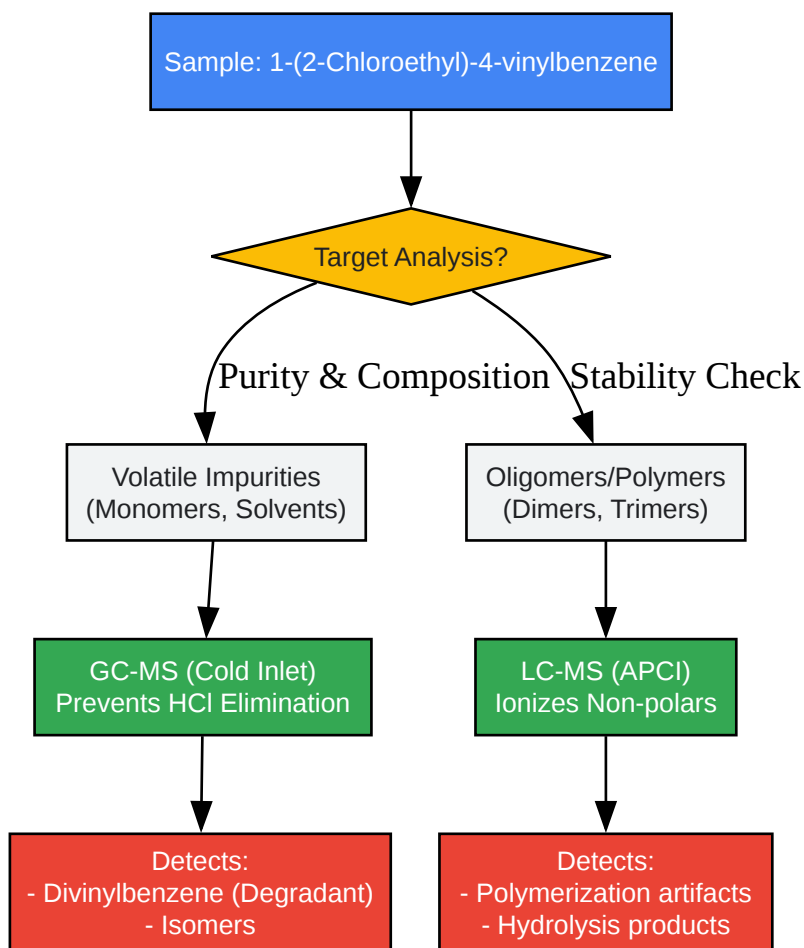 Sample: 1-(2-Chloroethyl)-4-vinylbenzene
Target Analysis?
Purity & Composition
Stability Check
Volatile Impurities
(Monomers, Solvents)
Oligomers/Polymers
(Dimers, Trimers)
GC-MS (Cold Inlet)
Prevents HCl Elimination
LC-MS (APCI)
Ionizes Non-polars
Detects:
- Divinylbenzene (Degradant)
- Isomers
Detects:
- Polymerization artifacts
- Hydrolysis products